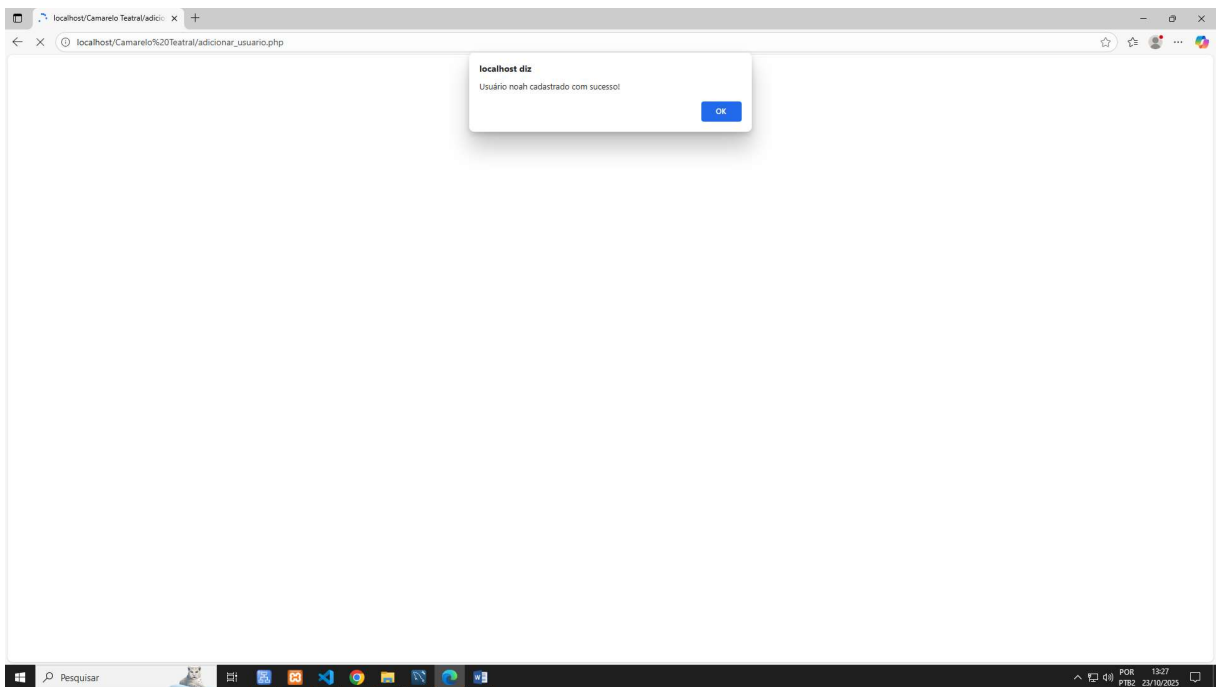 localhost/Camarelo Teatral/adicio
localhost/Camarelo%20Teatral/adicionar_usuario.php
localhost diz
Usuário noah cadastrado com sucesso!
OK
Pesquisar
POR
PTB2
13:27
23/10/2025